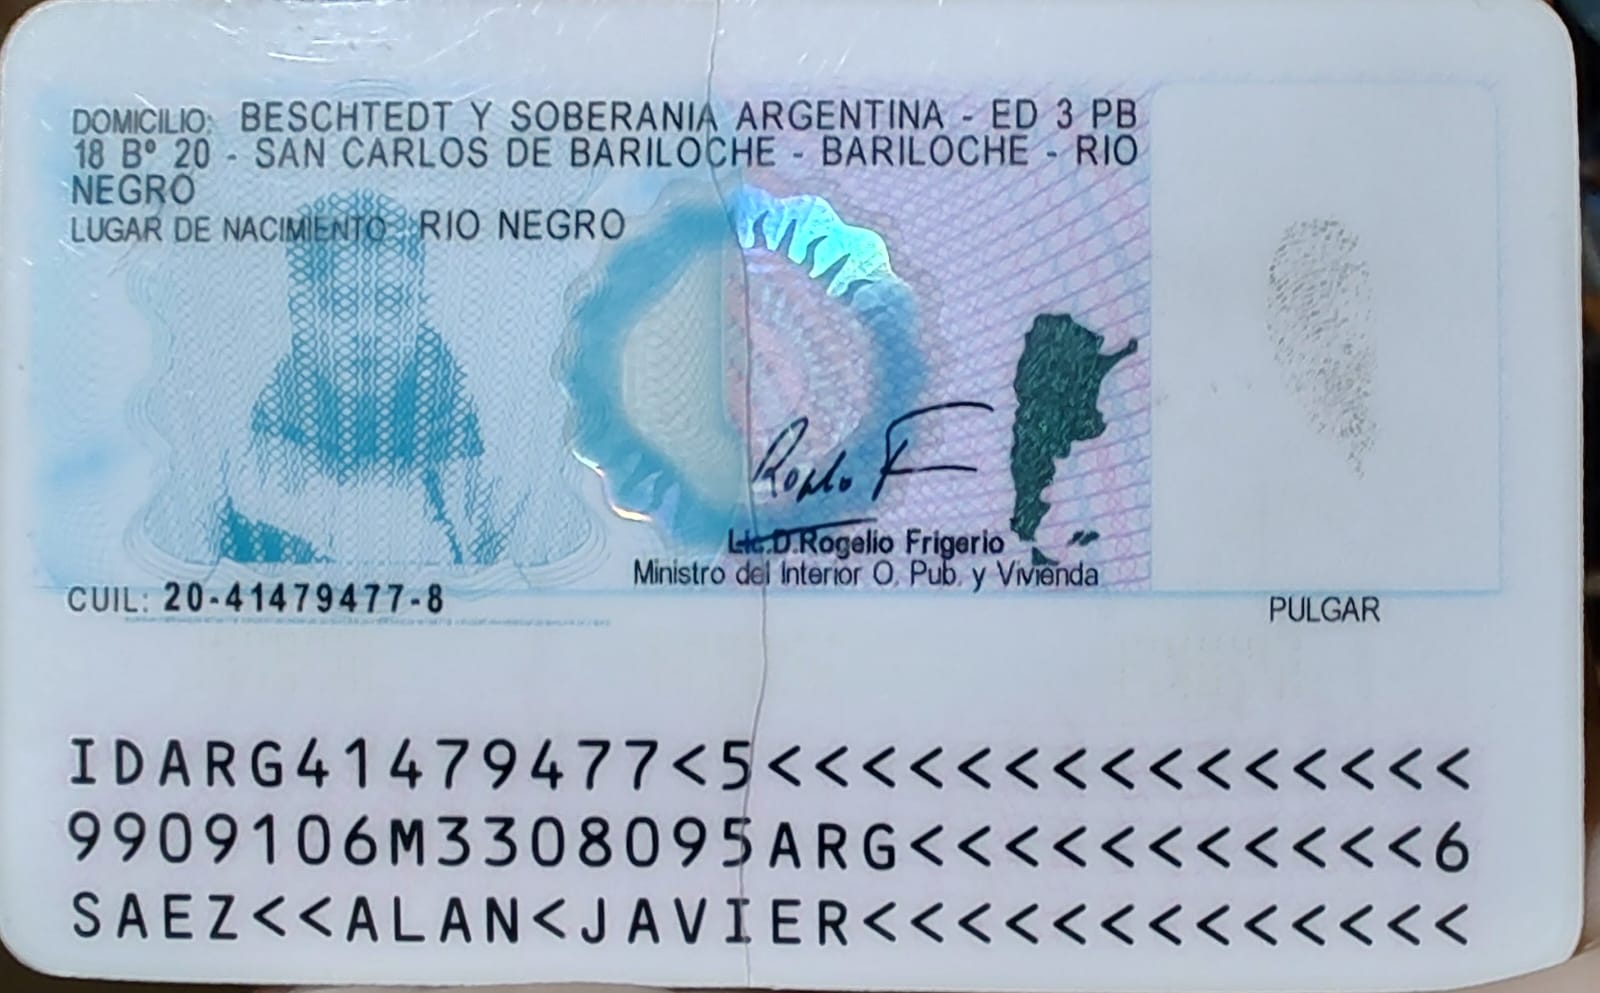 DOMICILIO: BESCHTEDT Y SOBERANIA ARGENTINA - ED 3 PB
18 Bº 20 - SAN CARLOS DE BARILOCHE - BARILOCHE - RIO
NEGRO
LUGAR DE NACIMIENTO: RIO NEGRO
Lic.D.Rogelio Frigerio
Ministro del Interior O. Pub. y Vivienda
CUIL: 20-41479477-8
PULGAR
IDARG41479477<5<<<<<<<<<<<<<<<
9909106M3308095ARG<<<<<<<<<<<6
SAEZ<<ALAN<JAVIER<<<<<<<<<<<<<